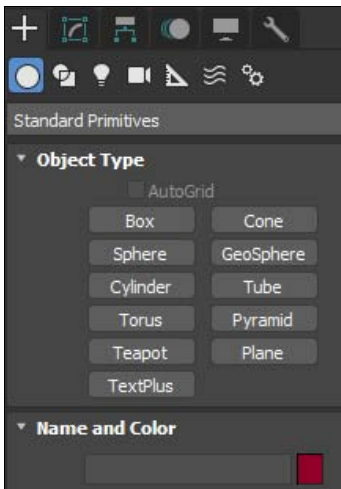 Standard Primitives
Object Type
AutoGrid
Box Cone
Sphere GeoSphere
Cylinder Tube
Torus Pyramid
Teapot Plane
TextPlus
Name and Color